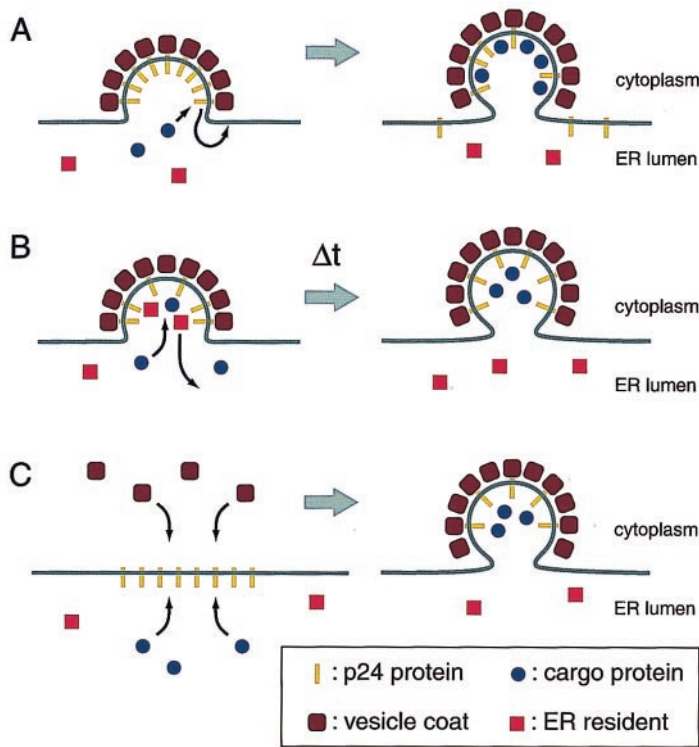 A
cytoplasm
ER lumen
B
Δt
cytoplasm
ER lumen
C
cytoplasm
ER lumen
: p24 protein
: cargo protein
: vesicle coat
: ER resident